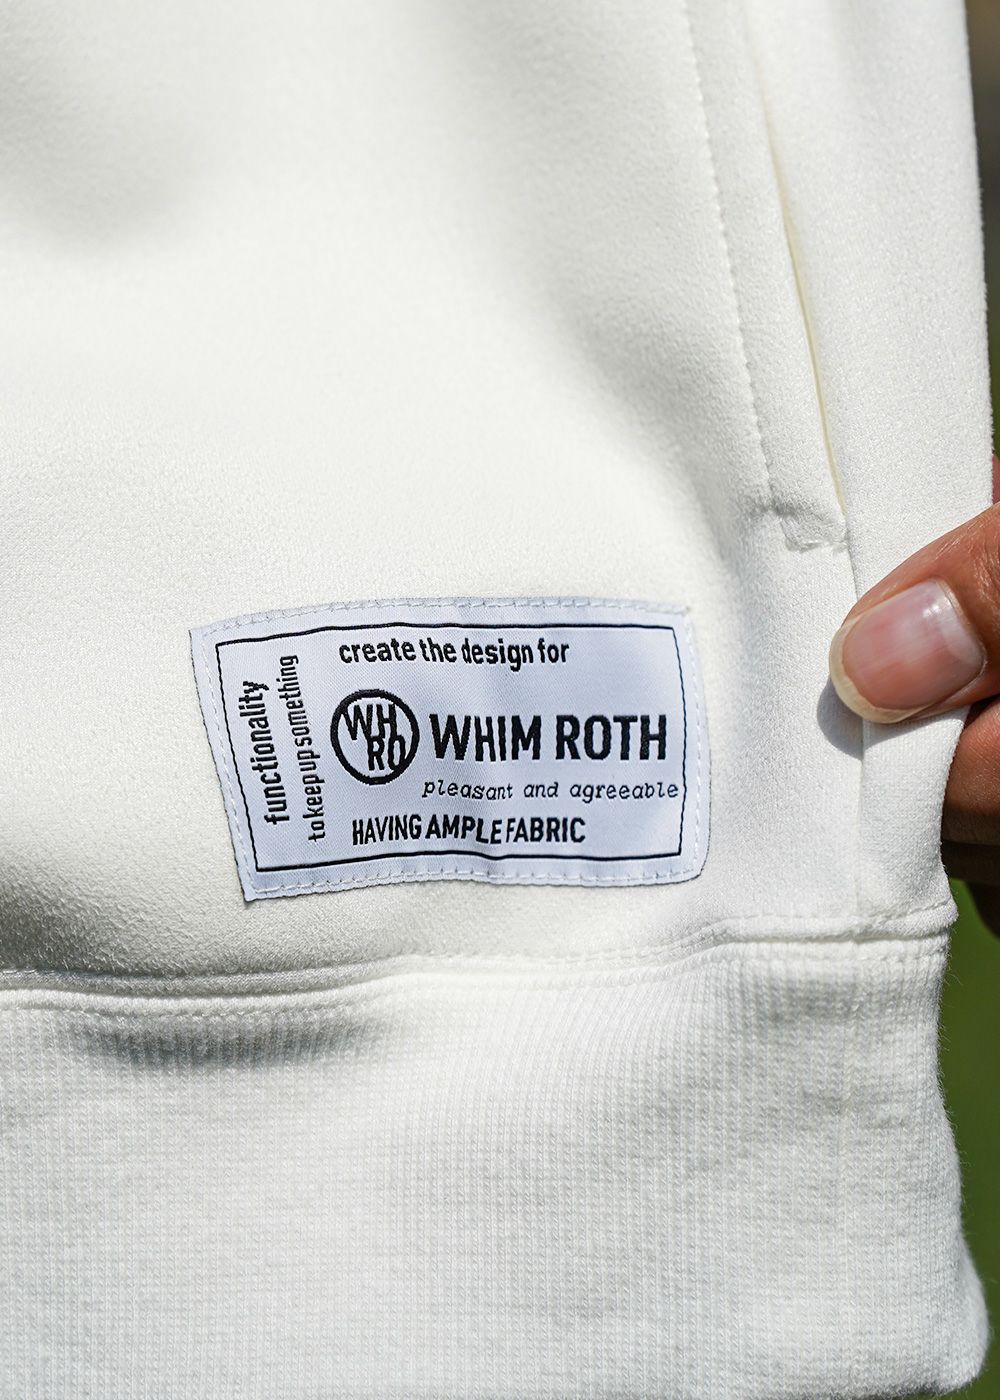 create the design for
functionality
to keep up something
WH
RO
WHIM ROTH
pleasant and agreeable
HAVING AMPLE FABRIC